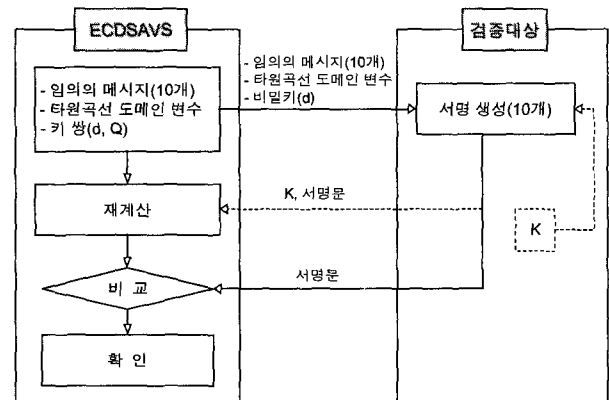 ECDSAVS
검증대상
- 임의의 메시지(10개)
- 타원곡선 도메인 변수
- 키 쌍(d, Q)
- 임의의 메시지(10개)
- 타원곡선 도메인 변수
- 비밀키(d)
서명 생성(10개)
재계산
K, 서명문
K
비 교
서명문
확 인